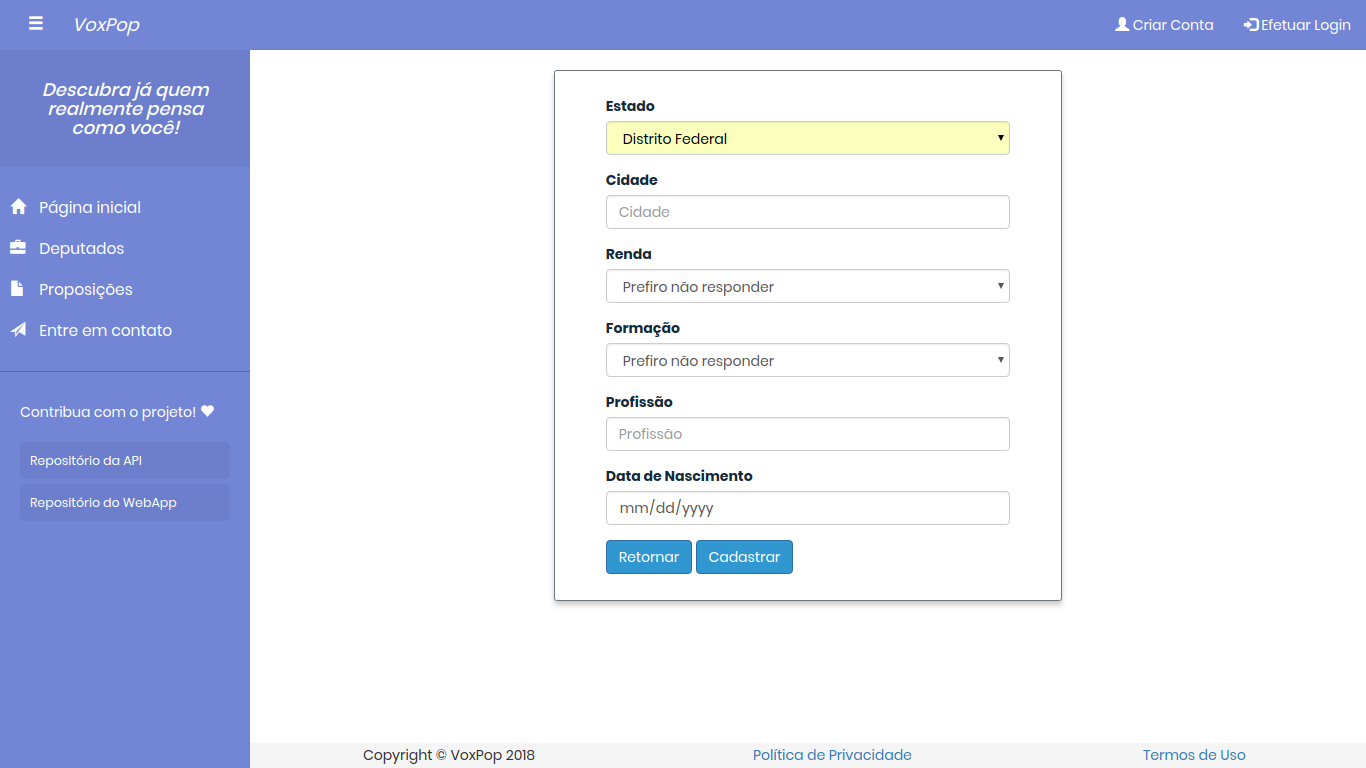 VoxPop
Criar Conta
Efetuar Login
Descubra já quem
realmente pensa
como você!
Página inicial
Deputados
Proposições
Entre em contato
Contribua com o projeto!
Repositório da API
Repositório do WebApp
Estado
Distrito Federal
Cidade
Cidade
Renda
Prefiro não responder
Formação
Prefiro não responder
Profissão
Profissão
Data de Nascimento
mm/dd/yyyy
Retornar
Cadastrar
Copyright © VoxPop 2018
Política de Privacidade
Termos de Uso